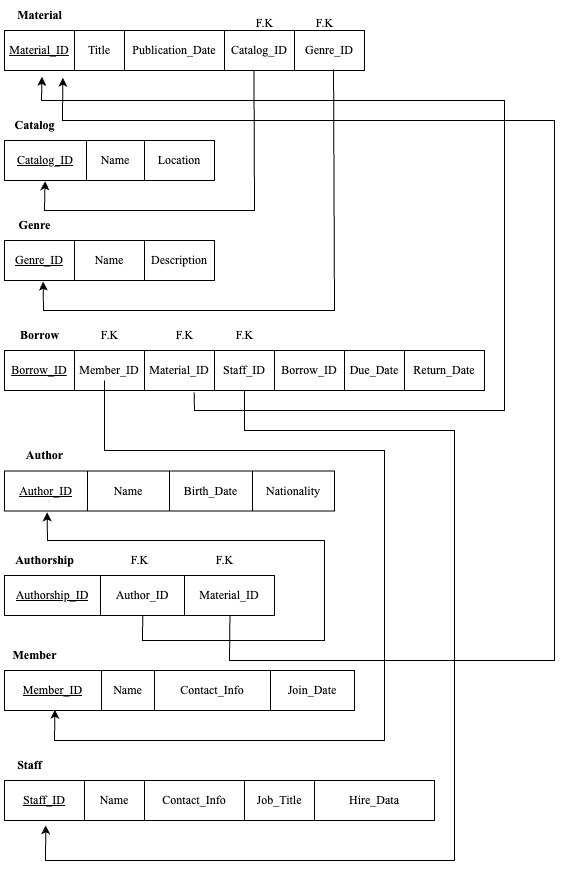 Material
F.K F.K
Material_ID Title Publication_Date Catalog_ID Genre_ID
Catalog
Catalog_ID Name Location
Genre
Genre_ID Name Description
Borrow F.K F.K F.K
Borrow_ID Member_ID Material_ID Staff_ID Borrow_ID Due_Date Return_Date
Author
Author_ID Name Birth_Date Nationality
Authorship F.K F.K
Authorship_ID Author_ID Material_ID
Member
Member_ID Name Contact_Info Join_Date
Staff
Staff_ID Name Contact_Info Job_Title Hire_Data